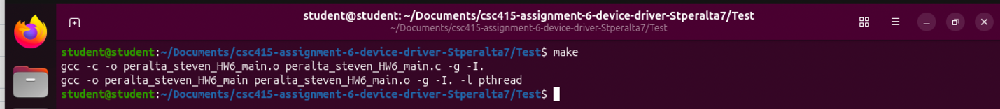 student@student: ~/Documents/csc415-assignment-6-device-driver-Stperalta7/Test
~/Documents/csc415-assignment-6-device-driver-Stperalta7/Test
student@student:~/Documents/csc415-assignment-6-device-driver-Stperalta7/Test$ make
gcc -c -o peralta_steven_HW6_main.o peralta_steven_HW6_main.c -g -I.
gcc -o peralta_steven_HW6_main peralta_steven_HW6_main.o -g -I. -l pthread
student@student:~/Documents/csc415-assignment-6-device-driver-Stperalta7/Test$